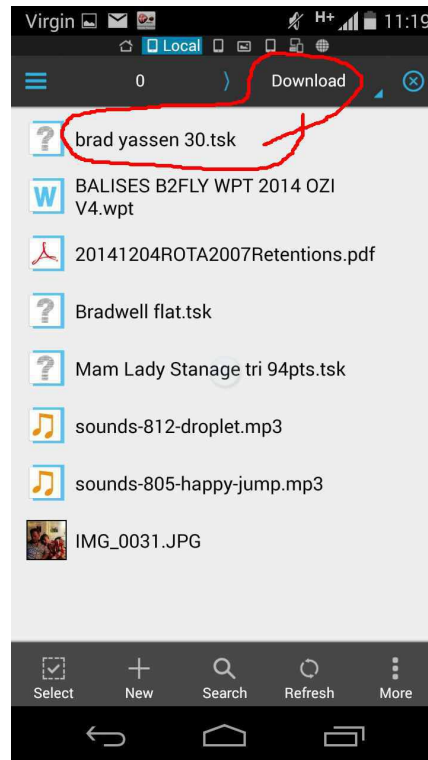 Virgin H+ 11:19
Local
0 Download
brad yassen 30.tsk
W BALISES B2FLY WPT 2014 OZI
V4.wpt
20141204ROTA2007Retentions.pdf
? Bradwell flat.tsk
? Mam Lady Stanage tri 94pts.tsk
sounds-812-droplet.mp3
sounds-805-happy-jump.mp3
IMG_0031.JPG
Select New Search Refresh More